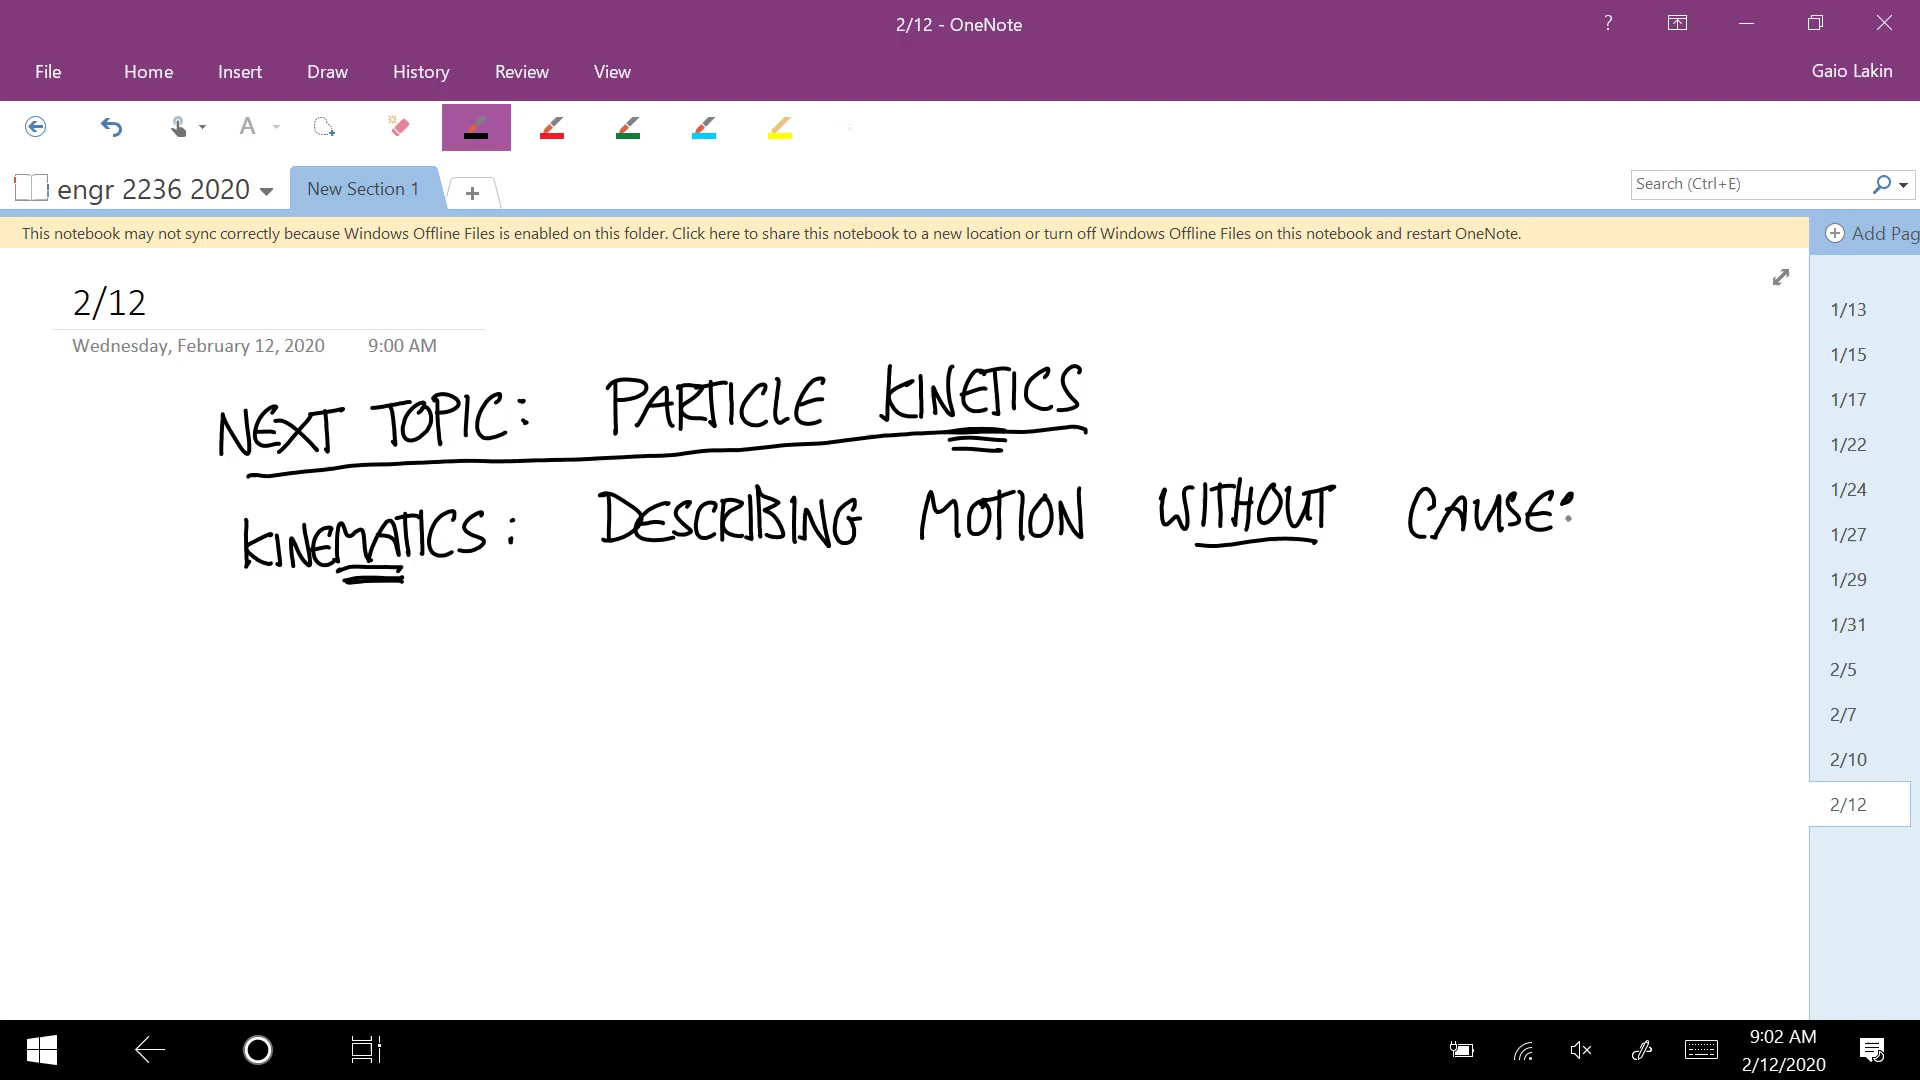 2/12 - OneNote
?
File Home Insert Draw History Review View
Gaio Lakin
A
engr 2236 2020
New Section 1
+
Search (Ctrl+E)
This notebook may not sync correctly because Windows Offline Files is enabled on this folder. Click here to share this notebook to a new location or turn off Windows Offline Files on this notebook and restart OneNote.
Add Pag
2/12
Wednesday, February 12, 2020 9:00 AM
NEXT TOPIC: PARTICLE KINETICS
KINEMATICS: DESCRIBING MOTION WITHOUT CAUSE
1/13
1/15
1/17
1/22
1/24
1/27
1/29
1/31
2/5
2/7
2/10
2/12
9:02 AM
2/12/2020